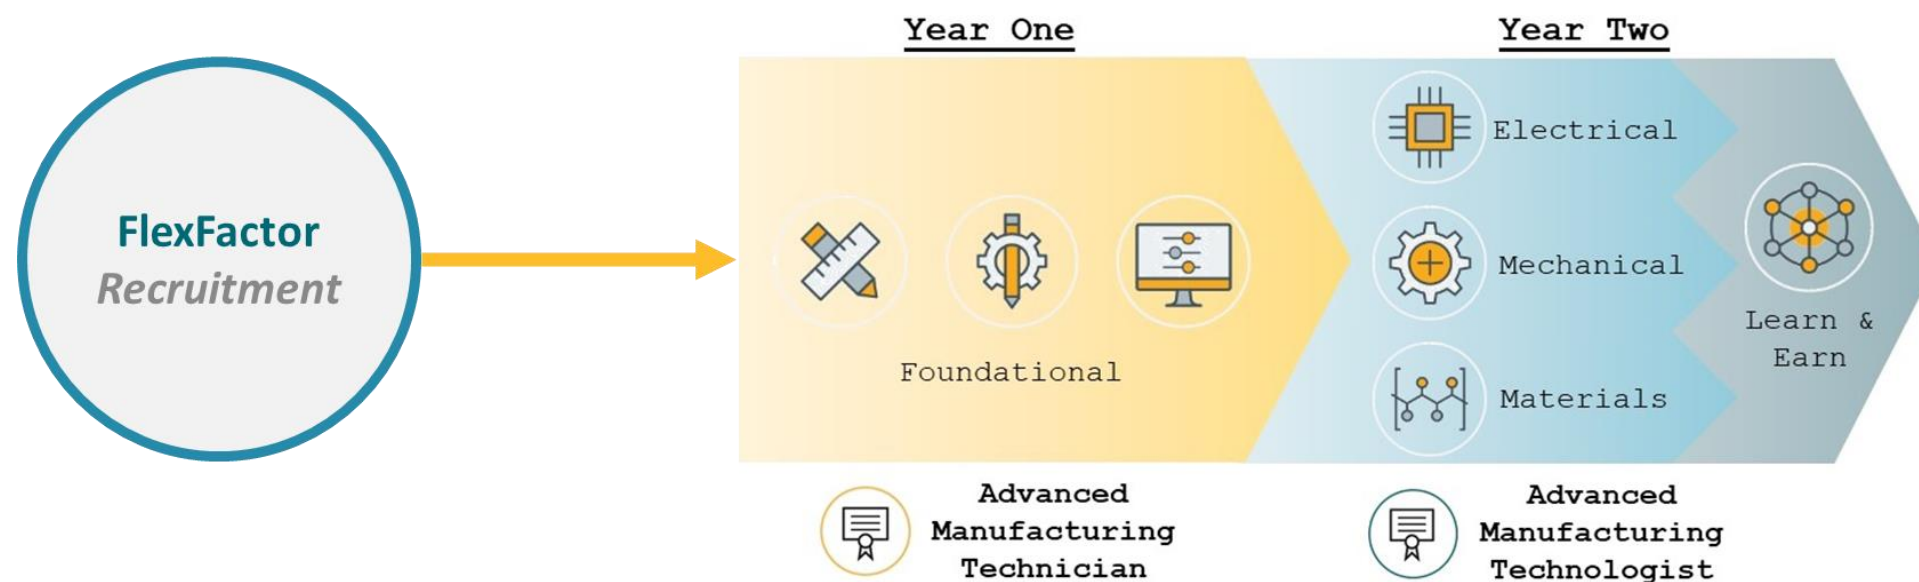 FlexFactor
Recruitment
Year One
Foundational
Advanced
Manufacturing
Technician
Year Two
Electrical
Mechanical
Materials
Learn &
Earn
Advanced
Manufacturing
Technologist